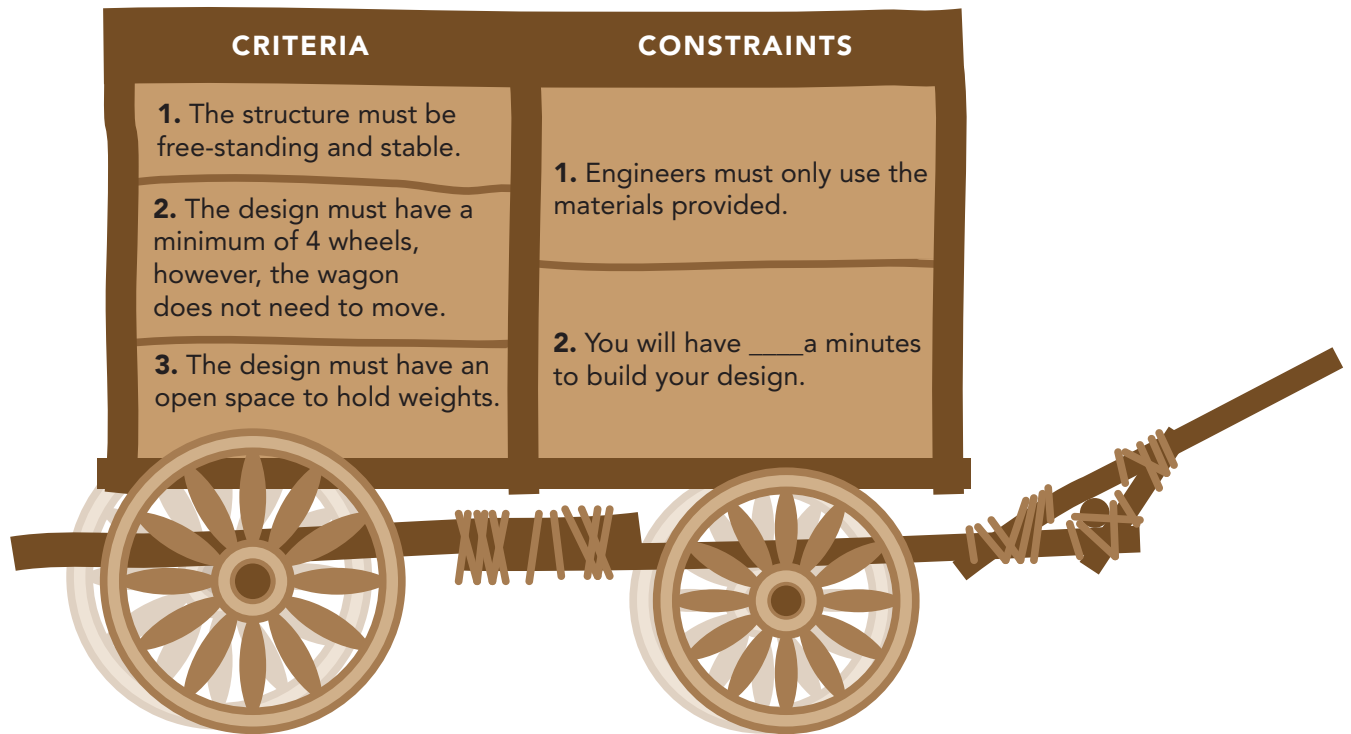 CRITERIA
1. The structure must be
free-standing and stable.
2. The design must have a
minimum of 4 wheels,
however, the wagon
does not need to move.
3. The design must have an
open space to hold weights.
CONSTRAINTS
1. Engineers must only use the
materials provided.
2. You will have ____a minutes
to build your design.